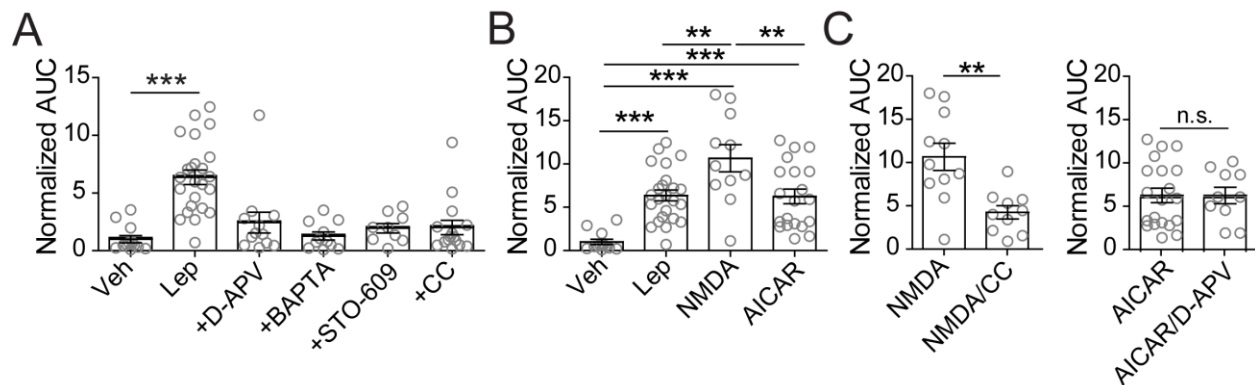 A
Normalized AUC
15
10
5
0
***
Veh
Lep
+D-APV
+BAPTA
+STO-609
+CC
B
Normalized AUC
20
15
10
5
0
** **
***
***
***
Veh
Lep
NMDA
AICAR
C
Normalized AUC
20
15
10
5
0
**
NMDA
NMDA/CC
Normalized AUC
20
15
10
5
0
n.s.
AICAR
AICAR/D-APV